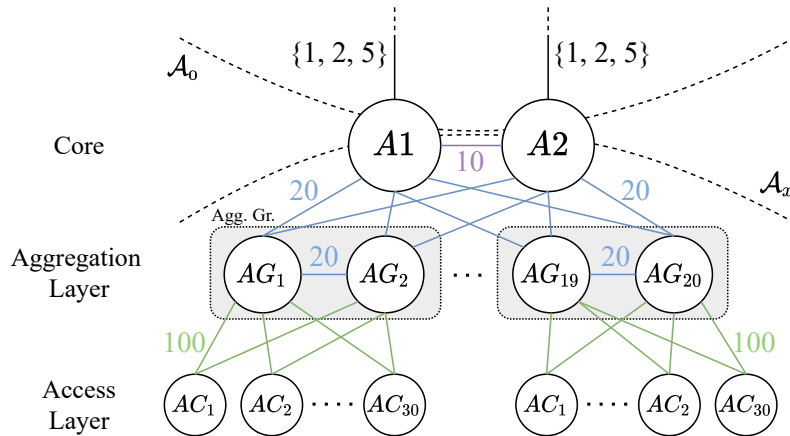 {1, 2, 5} {1, 2, 5}
𝒜₀
Core A1 A2
10
𝒜ₓ
20 20
Agg. Gr.
Aggregation
Layer
AG₁ 20 AG₂ ··· AG₁₉ 20 AG₂₀
100 100
Access
Layer
AC₁ AC₂ ···· AC₃₀ AC₁ ···· AC₂ AC₃₀